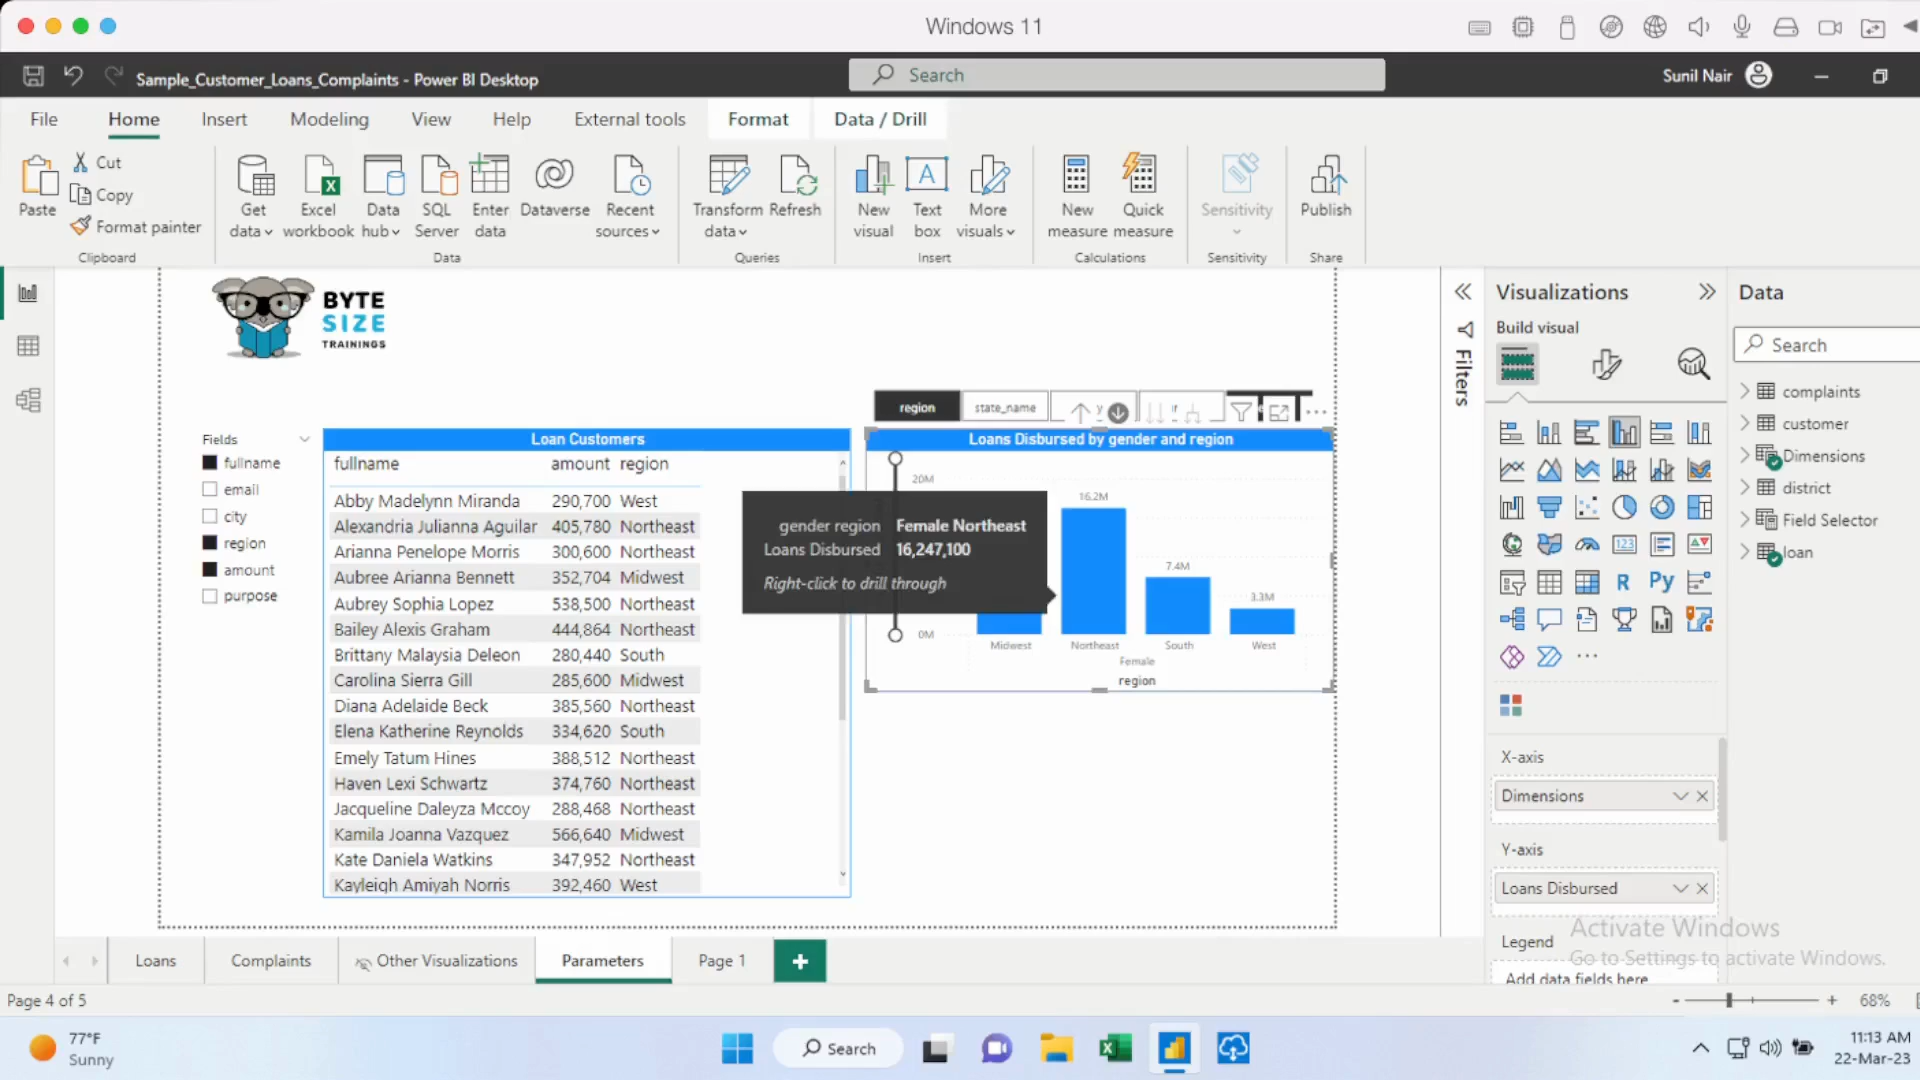 Windows 11
Sample_Customer_Loans_Complaints - Power BI Desktop
Search
Sunil Nair
File
Home
Insert
Modeling
View
Help
External tools
Format
Data / Drill
Paste
Cut
Copy
Format painter
Clipboard
Get data
Excel workbook
Data hub
SQL Server
Enter data
Dataverse
Recent sources
Data
Transform data
Refresh
Queries
New visual
Text box
More visuals
Insert
New measure
Quick measure
Calculations
Sensitivity
Sensitivity
Publish
Share
BYTE
SIZE
TRAININGS
Fields
fullname
email
city
region
amount
purpose
Loan Customers
fullname amount region
Abby Madelynn Miranda 290,700 West
Alexandria Julianna Aguilar 405,780 Northeast
Arianna Penelope Morris 300,600 Northeast
Aubree Arianna Bennett 352,704 Midwest
Aubrey Sophia Lopez 538,500 Northeast
Bailey Alexis Graham 444,864 Northeast
Brittany Malaysia Deleon 280,440 South
Carolina Sierra Gill 285,600 Midwest
Diana Adelaide Beck 385,560 Northeast
Elena Katherine Reynolds 334,620 South
Emely Tatum Hines 388,512 Northeast
Haven Lexi Schwartz 374,760 Northeast
Jacqueline Daleyza Mccoy 288,468 Northeast
Kamila Joanna Vazquez 566,640 Midwest
Kate Daniela Watkins 347,952 Northeast
Kayleigh Amiyah Norris 392,460 West
region
state_name
Loans Disbursed by gender and region
20M
0M
16.2M
7.4M
3.3M
Midwest Northeast South West
Female
region
gender region Female Northeast
Loans Disbursed 16,247,100
Right-click to drill through
Filters
Visualizations
Build visual
123
R
Py
X-axis
Dimensions
Y-axis
Loans Disbursed
Legend
Add data fields here
Data
Search
complaints
customer
Dimensions
district
Field Selector
loan
Activate Windows
Go to Settings to activate Windows.
Loans
Complaints
Other Visualizations
Parameters
Page 1
+
Page 4 of 5
- + 68%
77°F
Sunny
Search
11:13 AM
22-Mar-23